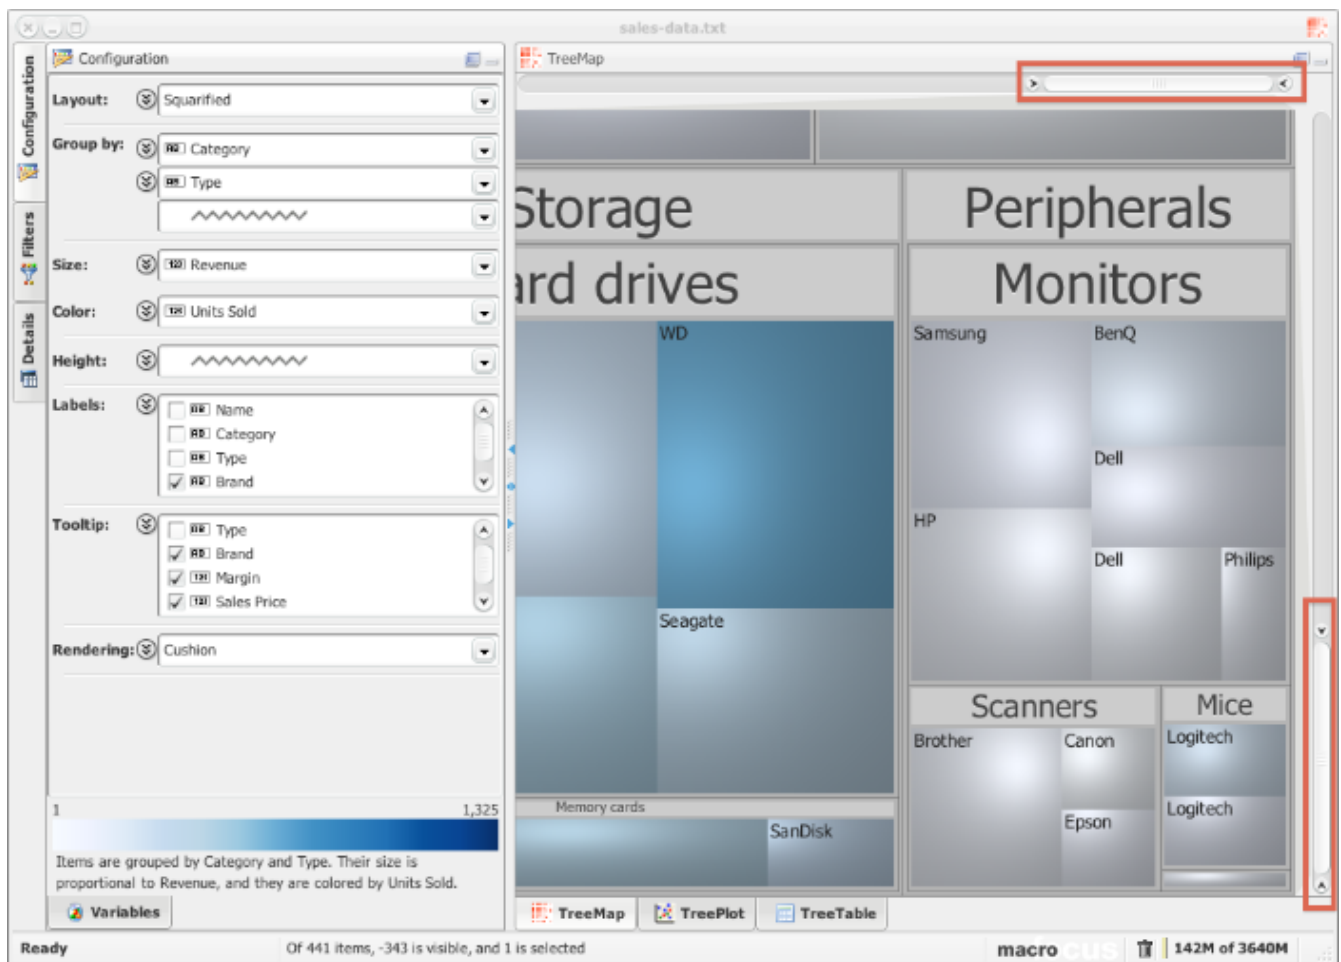 sales-data.txt
Configuration
Filters
Details
Configuration
Layout: Squarified
Group by: Category
Type
Size: Revenue
Color: Units Sold
Height:
Labels: Name
Category
Type
Brand
Tooltip: Type
Brand
Margin
Sales Price
Rendering: Cushion
1 1,325
Items are grouped by Category and Type. Their size is
proportional to Revenue, and they are colored by Units Sold.
Variables
TreeMap
Storage Peripherals
ard drives Monitors
WD Samsung BenQ
Dell
HP
Dell Philips
Seagate
Scanners Mice
Brother Canon Logitech
Memory cards
SanDisk Epson Logitech
TreeMap TreePlot TreeTable
Ready Of 441 items, -343 is visible, and 1 is selected macrofocus 142M of 3640M